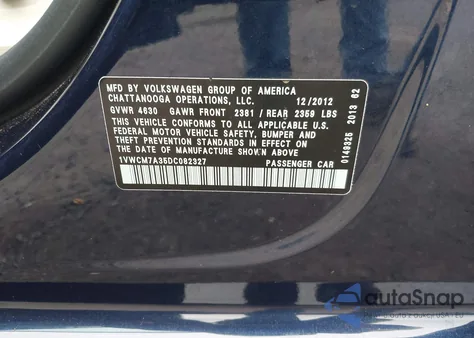 MFD. BY VOLKSWAGEN GROUP OF AMERICA
CHATTANOOGA OPERATIONS, LLC. 12/2012
GVWR 4630 GAWR FRONT 2381 / REAR 2359 LBS
THIS VEHICLE CONFORMS TO ALL APPLICABLE U.S.
FEDERAL MOTOR VEHICLE SAFETY, BUMPER AND
THEFT PREVENTION STANDARDS IN EFFECT ON
THE DATE OF MANUFACTURE SHOWN ABOVE
1VWCM7A35DC082327 PASSENGER CAR
0149325 2013 62
autoSnap